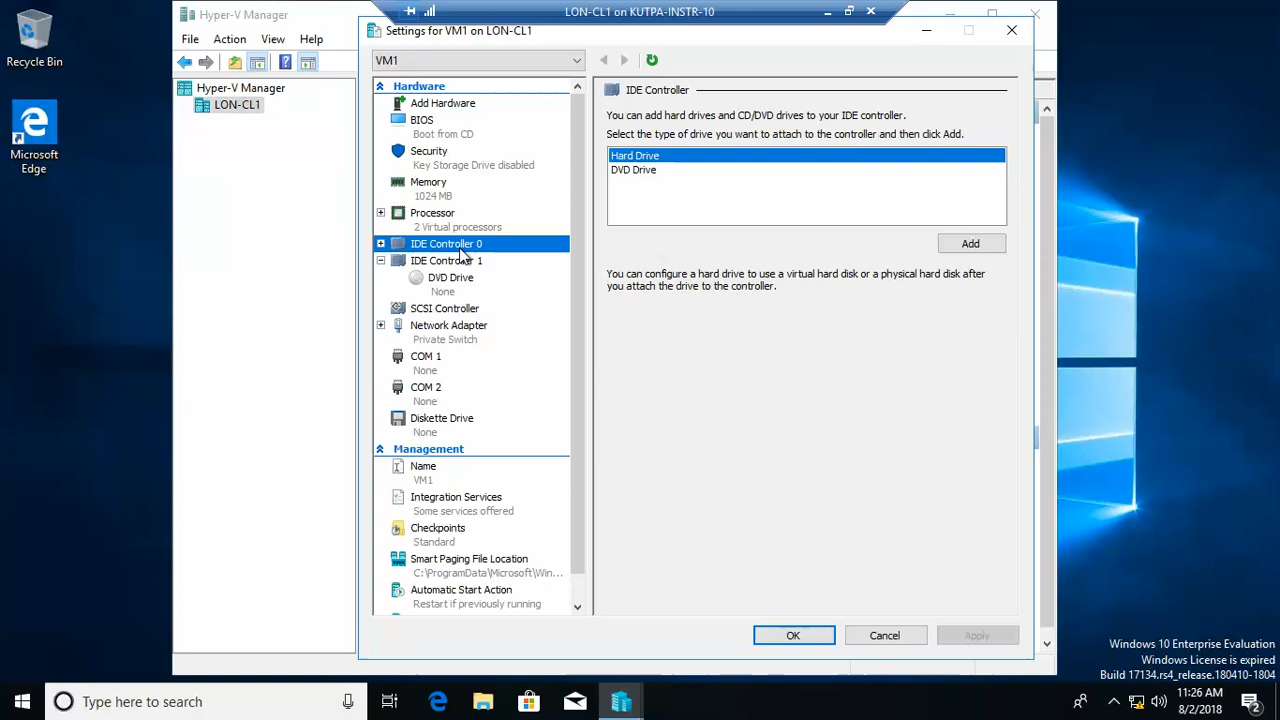 LON-CL1 on KUTPA-INSTR-10
Recycle Bin
Microsoft
Edge
Hyper-V Manager
File
Action
View
Help
Hyper-V Manager
LON-CL1
Settings for VM1 on LON-CL1
VM1
Hardware
Add Hardware
BIOS
Boot from CD
Security
Key Storage Drive disabled
Memory
1024 MB
Processor
2 Virtual processors
IDE Controller 0
IDE Controller 1
DVD Drive
None
SCSI Controller
Network Adapter
Private Switch
COM 1
None
COM 2
None
Diskette Drive
None
Management
Name
VM1
Integration Services
Some services offered
Checkpoints
Standard
Smart Paging File Location
C:\ProgramData\Microsoft\Win...
Automatic Start Action
Restart if previously running
IDE Controller
You can add hard drives and CD/DVD drives to your IDE controller.
Select the type of drive you want to attach to the controller and then click Add.
Hard Drive
DVD Drive
Add
You can configure a hard drive to use a virtual hard disk or a physical hard disk after
you attach the drive to the controller.
OK
Cancel
Apply
Windows 10 Enterprise Evaluation
Windows License is expired
Build 17134.rs4_release.180410-1804
Type here to search
11:26 AM
8/2/2018
2